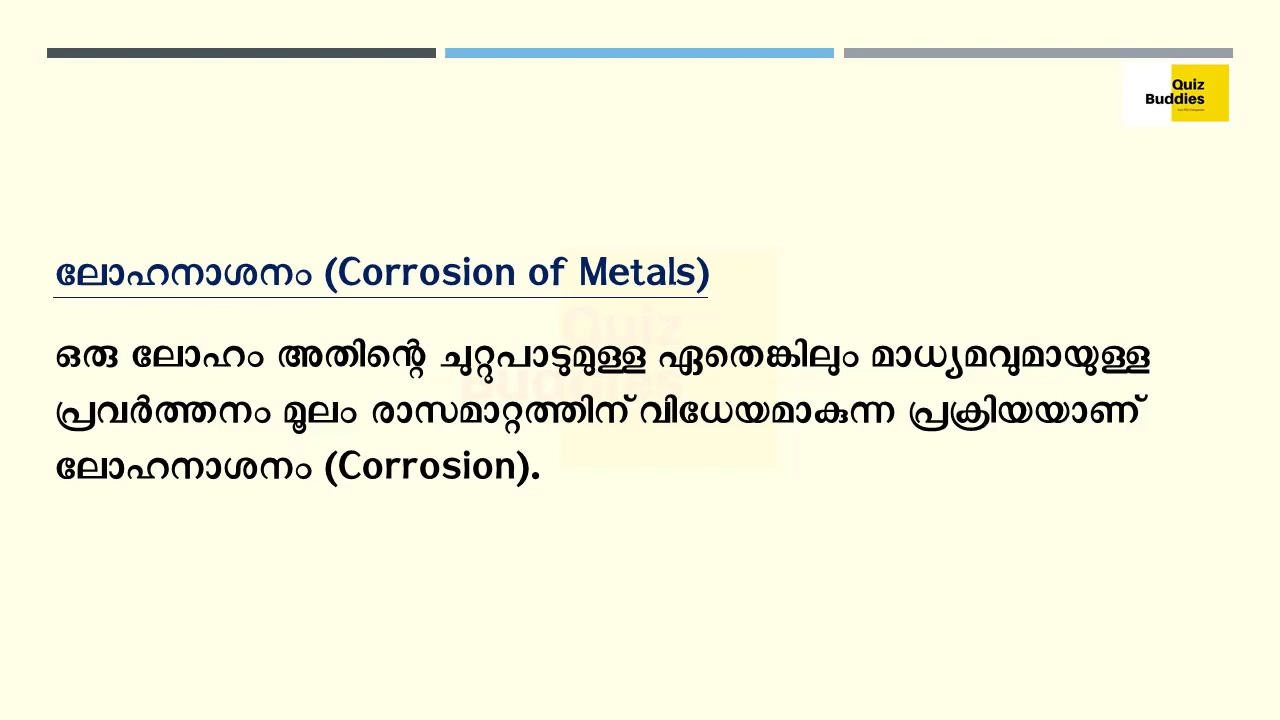 Quiz
Buddies
ലോഹനാശനം (Corrosion of Metals)
ഒരു ലോഹം അതിന്റെ ചുറ്റുപാടുമുള്ള ഏതെങ്കിലും മാധ്യമവുമായുള്ള
പ്രവർത്തനം മൂലം രാസമാറ്റത്തിന് വിധേയമാകുന്ന പ്രക്രിയയാണ്
ലോഹനാശനം (Corrosion).